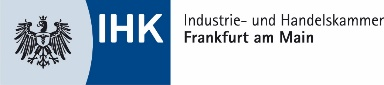 IHK
Industrie- und Handelskammer
Frankfurt am Main